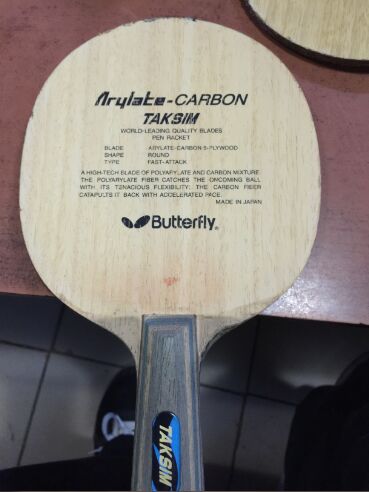 Arylate-CARBON
TAKSIM
WORLD-LEADING QUALITY BLADES
PEN RACKET
BLADE ARYLATE-CARBON-5-PLYWOOD
SHAPE ROUND
TYPE FAST-ATTACK
A HIGH-TECH BLADE OF POLYARYLATE AND CARBON MIXTURE.
THE POLYARYLATE FIBER CATCHES THE ONCOMING BALL
WITH ITS TENACIOUS FLEXIBILITY. THE CARBON FIBER
CATAPULTS IT BACK WITH ACCELERATED PACE.
MADE IN JAPAN
Butterfly®
TAKSIM